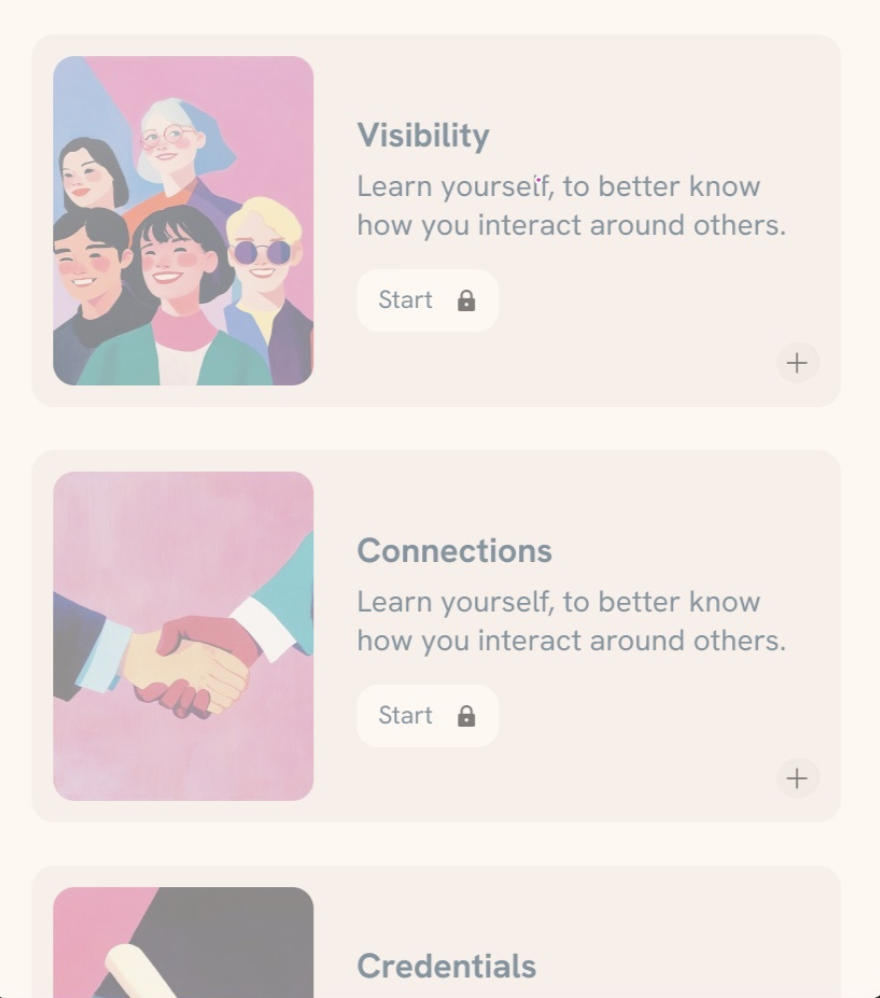 Visibility
Learn yourself, to better know
how you interact around others.
Start
Connections
Learn yourself, to better know
how you interact around others.
Start
Credentials